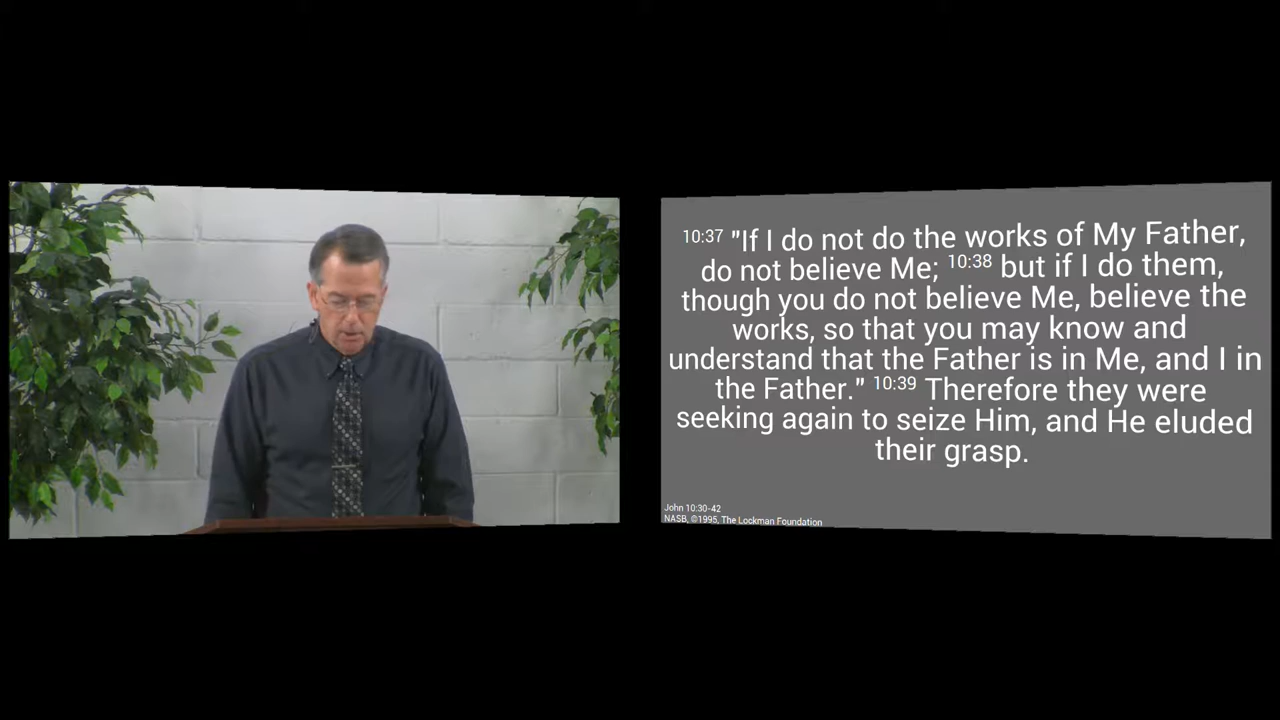 10:37 "If I do not do the works of My Father,
do not believe Me; 10:38 but if I do them,
though you do not believe Me, believe the
works, so that you may know and
understand that the Father is in Me, and I in
the Father." 10:39 Therefore they were
seeking again to seize Him, and He eluded
their grasp.
John 10:30-42
NASB, ©1995, The Lockman Foundation